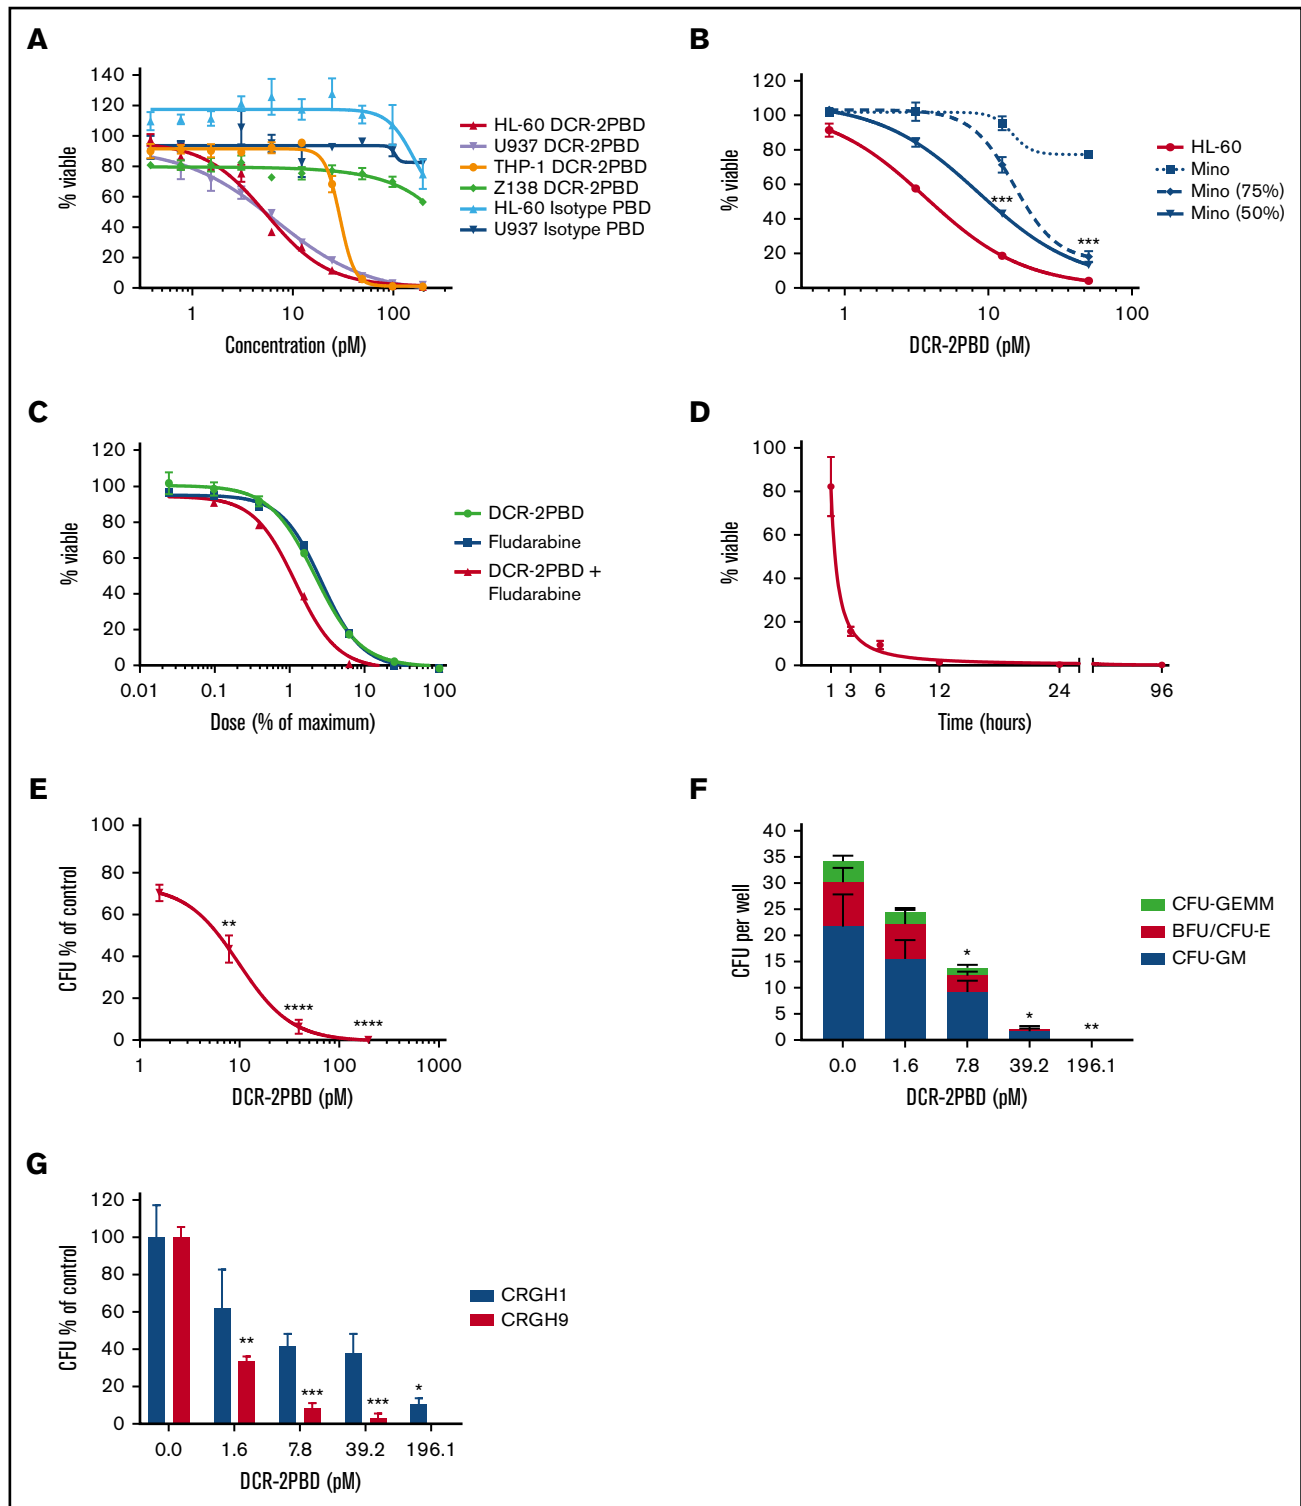 A
140
120
100
80
60
40
20
0
% viable
1
10
100
Concentration (pM)
HL-60 DCR-2PBD
U937 DCR-2PBD
THP-1 DCR-2PBD
Z138 DCR-2PBD
HL-60 Isotype PBD
U937 Isotype PBD
B
120
100
80
60
40
20
0
% viable
***
***
1
10
100
DCR-2PBD (pM)
HL-60
Mino
Mino (75%)
Mino (50%)
C
120
100
80
60
40
20
0
% viable
0.01
0.1
1
10
100
Dose (% of maximum)
DCR-2PBD
Fludarabine
DCR-2PBD +
Fludarabine
D
100
80
60
40
20
0
% viable
1
3
6
12
24
96
Time (hours)
E
100
80
60
40
20
0
CFU % of control
**
****
****
1
10
100
1000
DCR-2PBD (pM)
F
40
35
30
25
20
15
10
5
0
CFU per well
*
*
**
0.0
1.6
7.8
39.2
196.1
DCR-2PBD (pM)
CFU-GEMM
BFU/CFU-E
CFU-GM
G
120
100
80
60
40
20
0
CFU % of control
**
***
***
*
0.0
1.6
7.8
39.2
196.1
DCR-2PBD (pM)
CRGH1
CRGH9